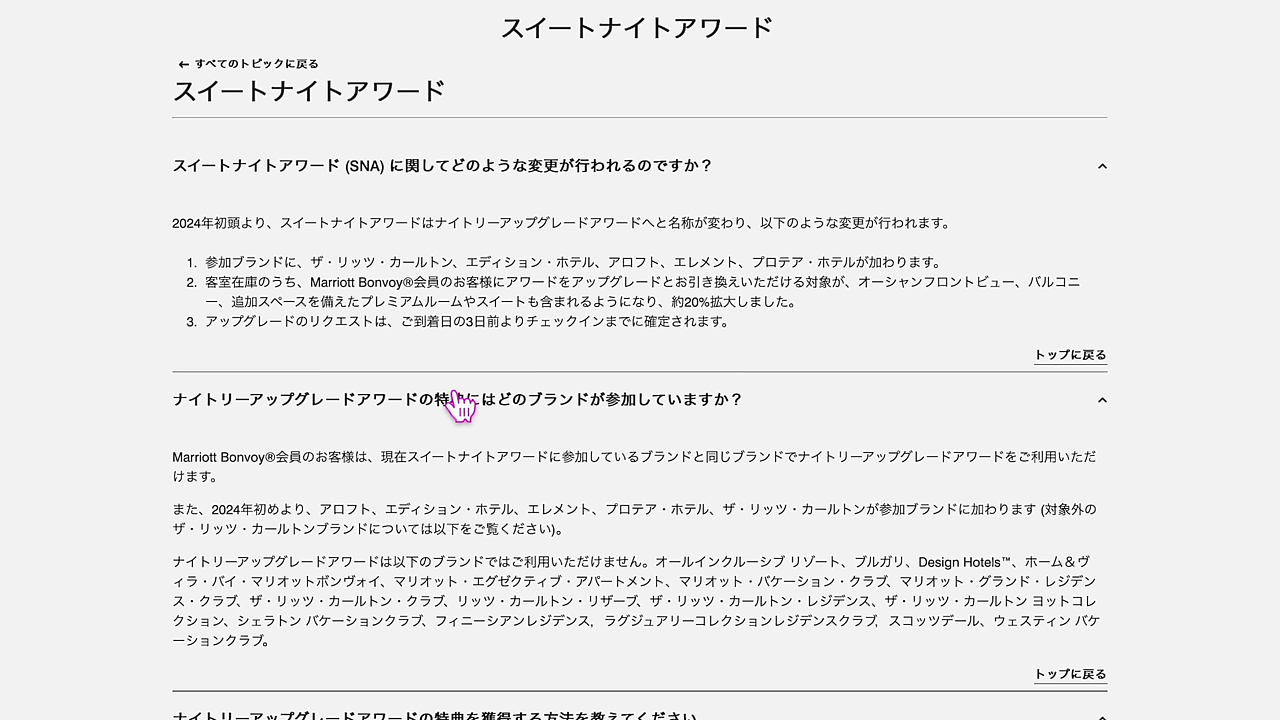 スイートナイトアワード
← すべてのトピックに戻る
スイートナイトアワード
スイートナイトアワード (SNA) に関してどのような変更が行われるのですか？
2024年初頭より、スイートナイトアワードはナイトリーアップグレードアワードへと名称が変わり、以下のような変更が行われます。
1. 参加ブランドに、ザ・リッツ・カールトン、エディション・ホテル、アロフト、エレメント、プロテア・ホテルが加わります。
2. 客室在庫のうち、Marriott Bonvoy®会員のお客様にアワードをアップグレードとお引き換えいただける対象が、オーシャンフロントビュー、バルコニ
ー、追加スペースを備えたプレミアムルームやスイートも含まれるようになり、約20%拡大しました。
3. アップグレードのリクエストは、ご到着日の3日前よりチェックインまでに確定されます。
トップに戻る
ナイトリーアップグレードアワードの特にはどのブランドが参加していますか？
Marriott Bonvoy®会員のお客様は、現在スイートナイトアワードに参加しているブランドと同じブランドでナイトリーアップグレードアワードをご利用いただ
けます。
また、2024年初めより、アロフト、エディション・ホテル、エレメント、プロテア・ホテル、ザ・リッツ・カールトンが参加ブランドに加わります (対象外の
ザ・リッツ・カールトンブランドについては以下をご覧ください)。
ナイトリーアップグレードアワードは以下のブランドではご利用いただけません。オールインクルーシブ リゾート、ブルガリ、Design Hotels™、ホーム＆ヴ
ィラ・バイ・マリオットボンヴォイ、マリオット・エグゼクティブ・アパートメント、マリオット・バケーション・クラブ、マリオット・グランド・レジデン
ス・クラブ、ザ・リッツ・カールトン・クラブ、リッツ・カールトン・リザーブ、ザ・リッツ・カールトン・レジデンス、ザ・リッツ・カールトン ヨットコレ
クション、シェラトン バケーションクラブ、フィニーシアンレジデンス, ラグジュアリーコレクションレジデンスクラブ, スコッツデール、ウェスティン バケ
ーションクラブ。
トップに戻る
ナイトリーアップグレードアワードの特典を獲得する方法を教えてください